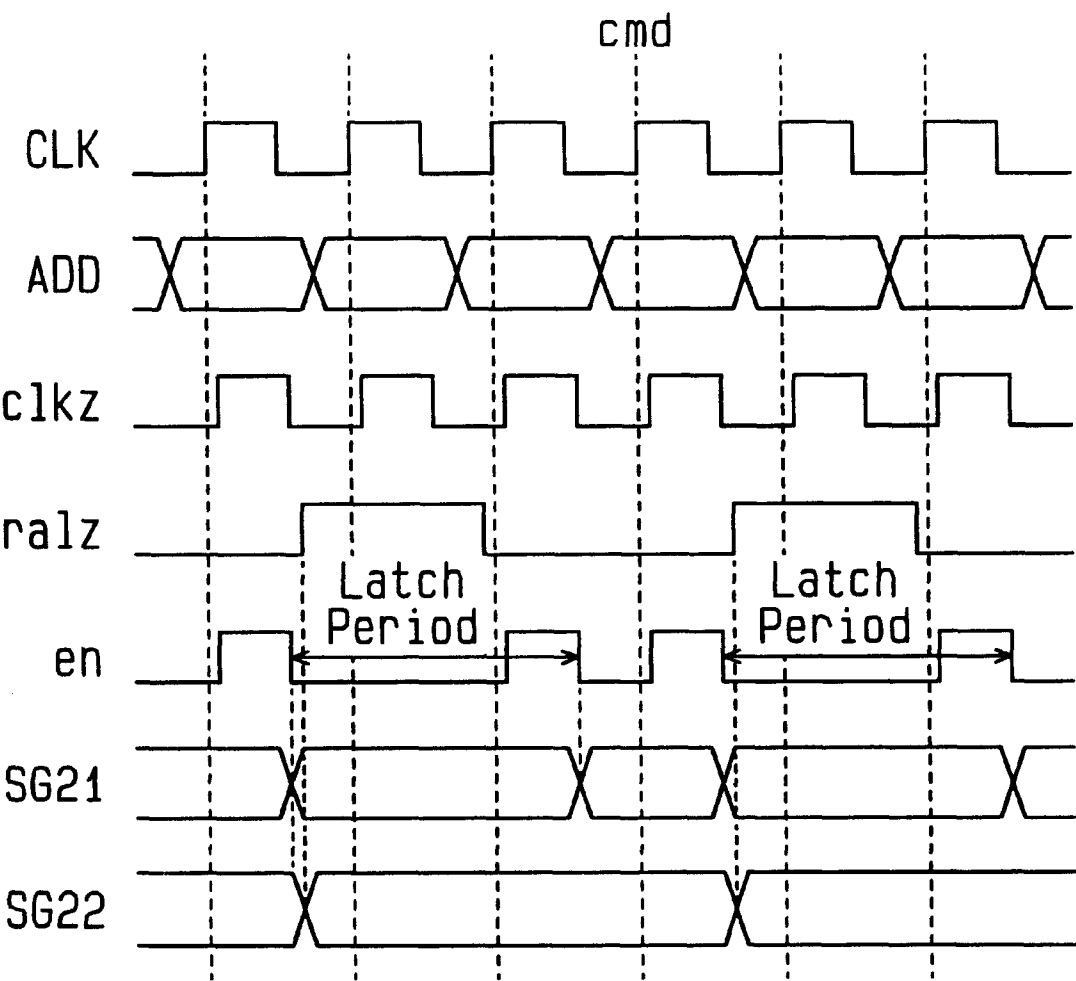 cmd
CLK
ADD
clkz
ralz
Latch
Period
Latch
Period
en
SG21
SG22